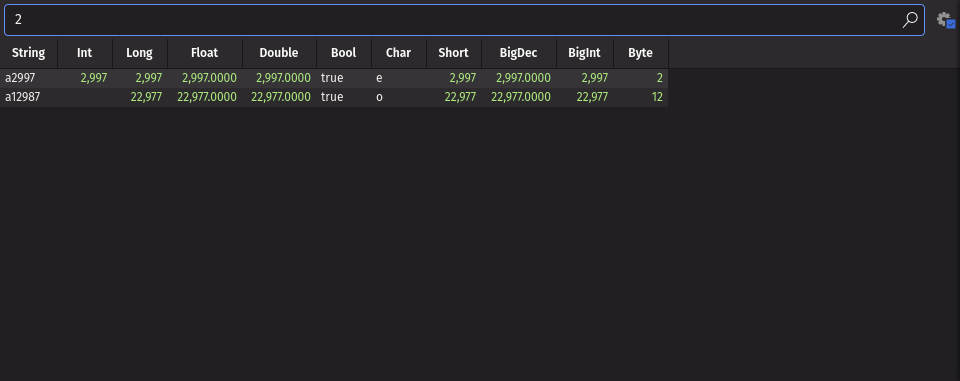 2
String Int Long Float Double Bool Char Short BigDec BigInt Byte
a2997 2,997 2,997 2,997.0000 2,997.0000 true e 2,997 2,997.0000 2,997 2
a12987 22,977 22,977.0000 22,977.0000 true o 22,977 22,977.0000 22,977 12